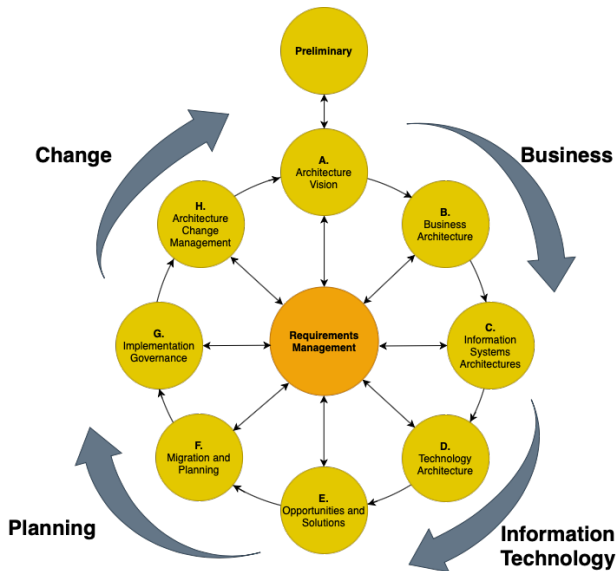 Preliminary
Change
Business
A.
Architecture
Vision
H.
Architecture
Change
Management
B.
Business
Architecture
G.
Implementation
Governance
Requirements
Management
C.
Information
Systems
Architectures
F.
Migration and
Planning
D.
Technology
Architecture
E.
Opportunities and
Solutions
Planning
Information
Technology